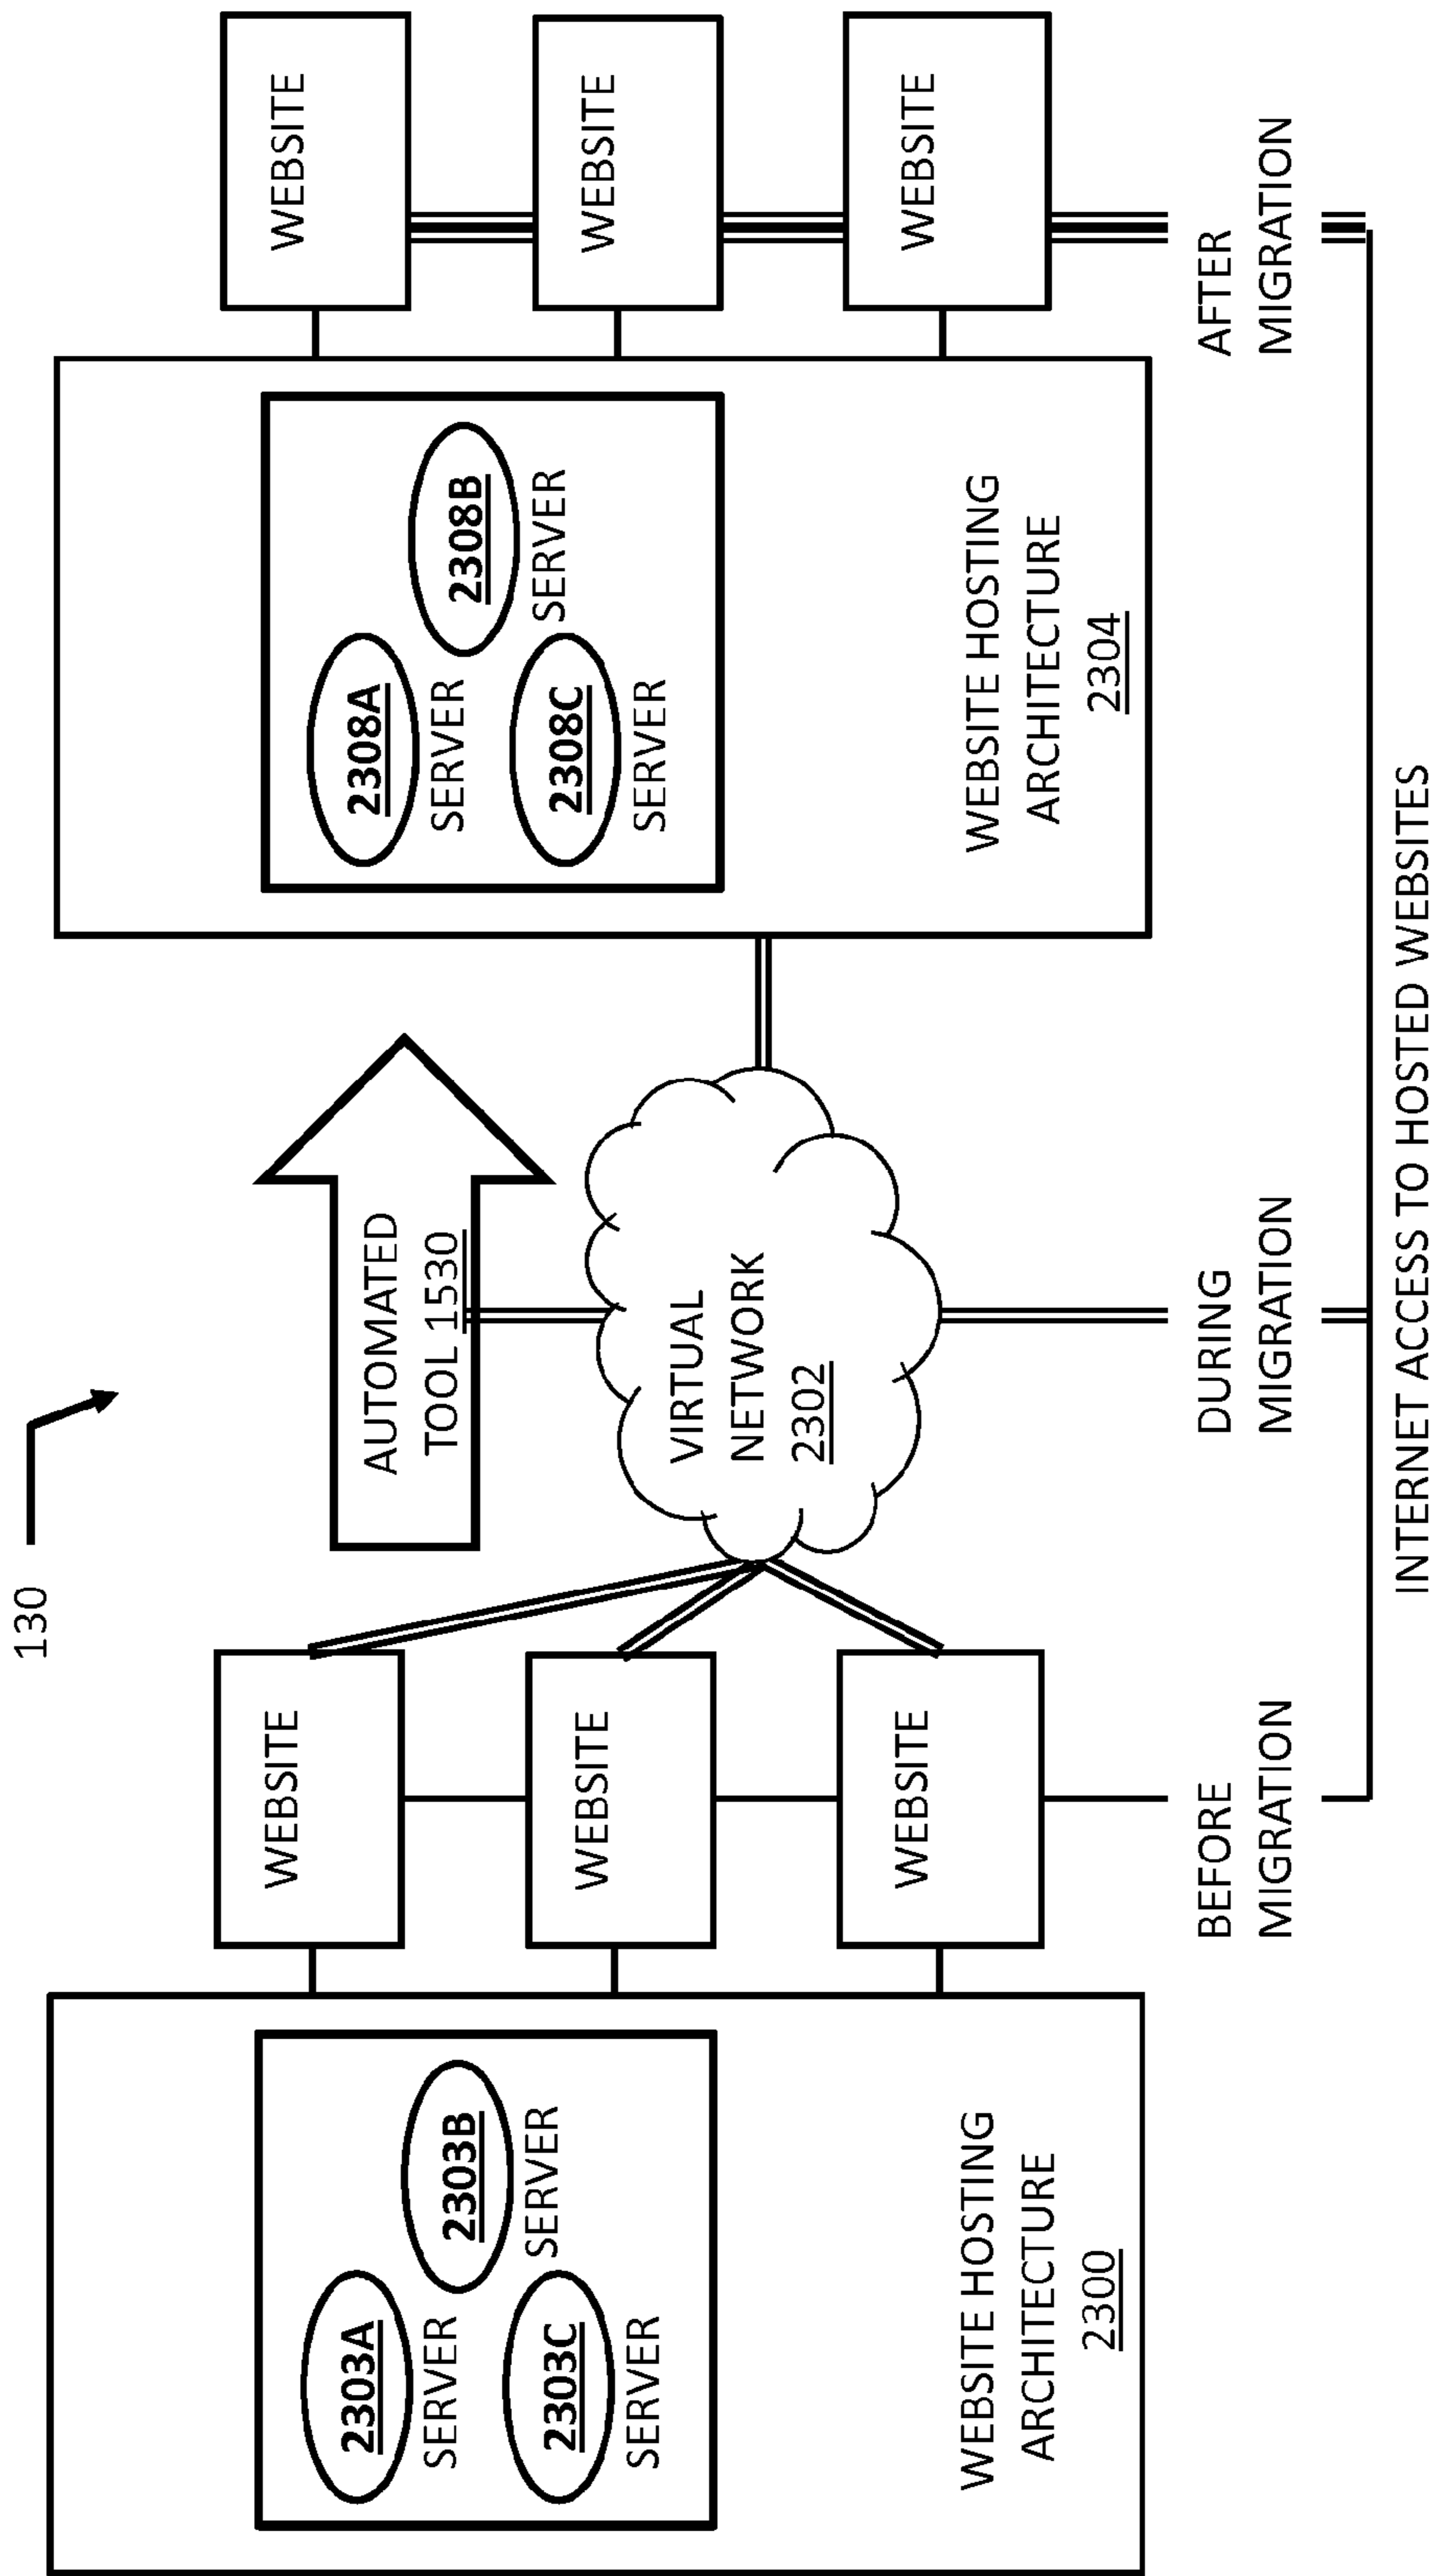 130
2303A
SERVER
2303B
SERVER
2303C
SERVER
WEBSITE HOSTING
ARCHITECTURE
2300
WEBSITE
WEBSITE
WEBSITE
AUTOMATED
TOOL 1530
VIRTUAL
NETWORK
2302
2308A
SERVER
2308B
SERVER
2308C
SERVER
WEBSITE HOSTING
ARCHITECTURE
2304
WEBSITE
WEBSITE
WEBSITE
BEFORE
MIGRATION
DURING
MIGRATION
AFTER
MIGRATION
INTERNET ACCESS TO HOSTED WEBSITES